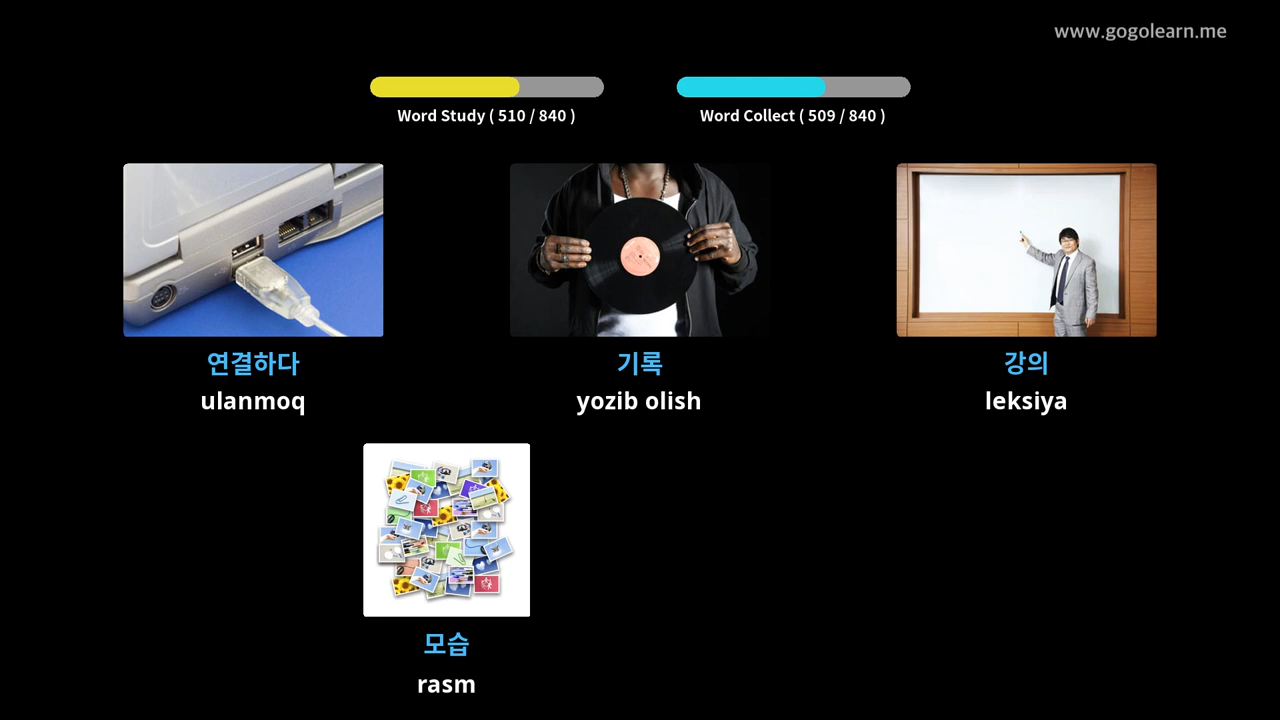 www.gogolearn.me
Word Study ( 510 / 840 )
Word Collect ( 509 / 840 )
연결하다
ulanmoq
기록
yozib olish
강의
leksiya
모습
rasm